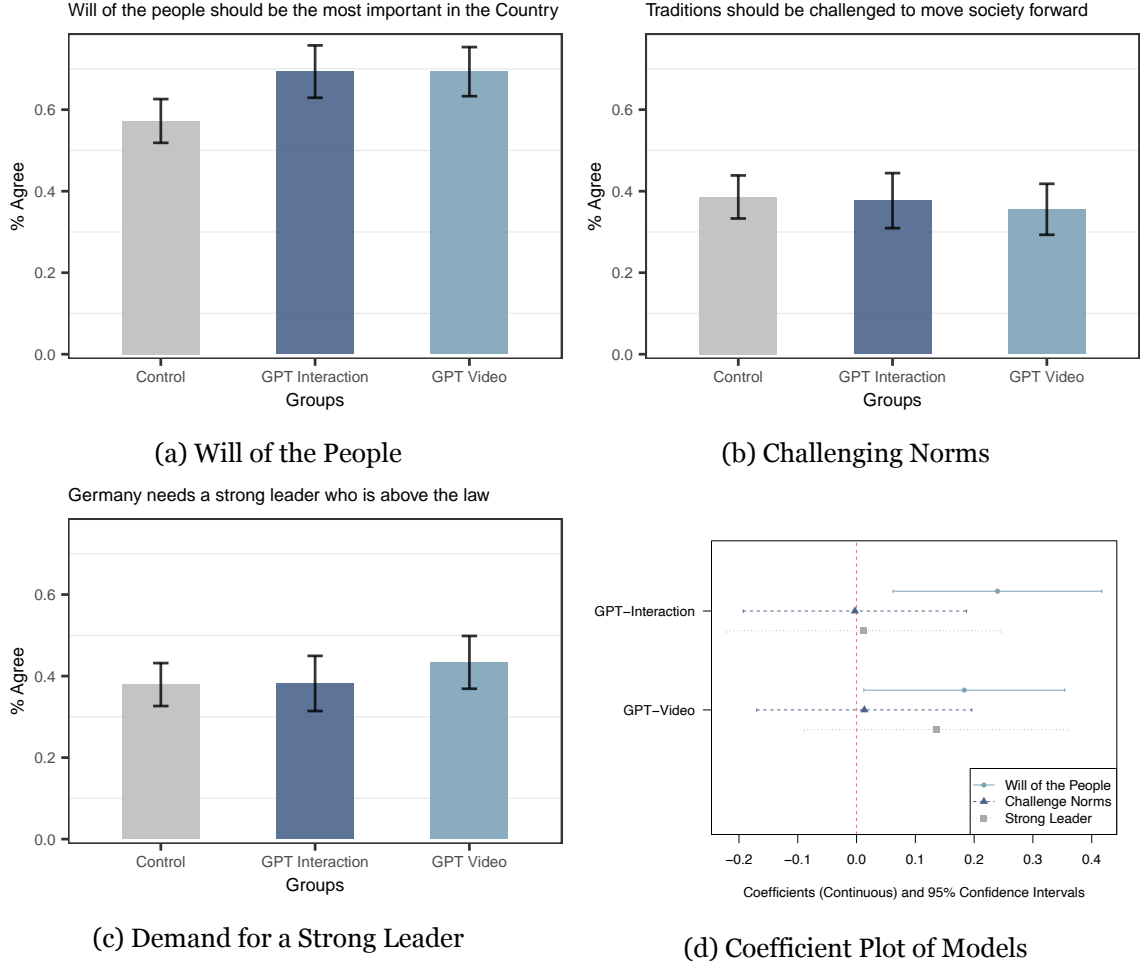 Will of the people should be the most important in the Country
% Agree
0.6
0.4
0.2
0.0
Control
GPT Interaction
GPT Video
Groups
(a) Will of the People
Traditions should be challenged to move society forward
% Agree
0.6
0.4
0.2
0.0
Control
GPT Interaction
GPT Video
Groups
(b) Challenging Norms
Germany needs a strong leader who is above the law
% Agree
0.6
0.4
0.2
0.0
Control
GPT Interaction
GPT Video
Groups
(c) Demand for a Strong Leader
GPT−Interaction
GPT−Video
Will of the People
Challenge Norms
Strong Leader
−0.2
−0.1
0.0
0.1
0.2
0.3
0.4
Coefficients (Continuous) and 95% Confidence Intervals
(d) Coefficient Plot of Models